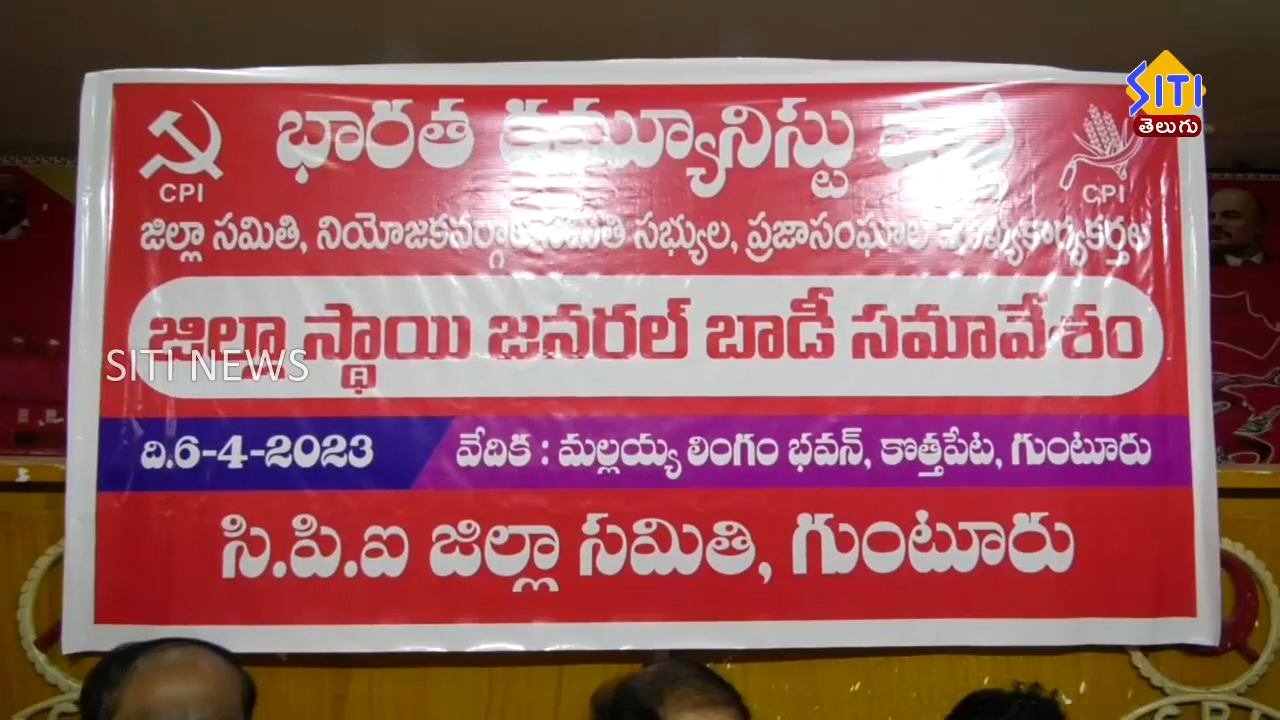 SITI
తెలుగు
భారత కమ్యూనిస్టు పార్టీ
CPI
CPI
జిల్లా సమితి, నియోజకవర్గాల సమితి సభ్యుల, ప్రజాసంఘాల ముఖ్యకార్యకర్తల
జిల్లా స్థాయి జనరల్ బాడీ సమావేశం
SITI NEWS
ది.6-4-2023 వేదిక : మల్లయ్య లింగం భవన్, కొత్తపేట, గుంటూరు
సి.పి.ఐ జిల్లా సమితి, గుంటూరు